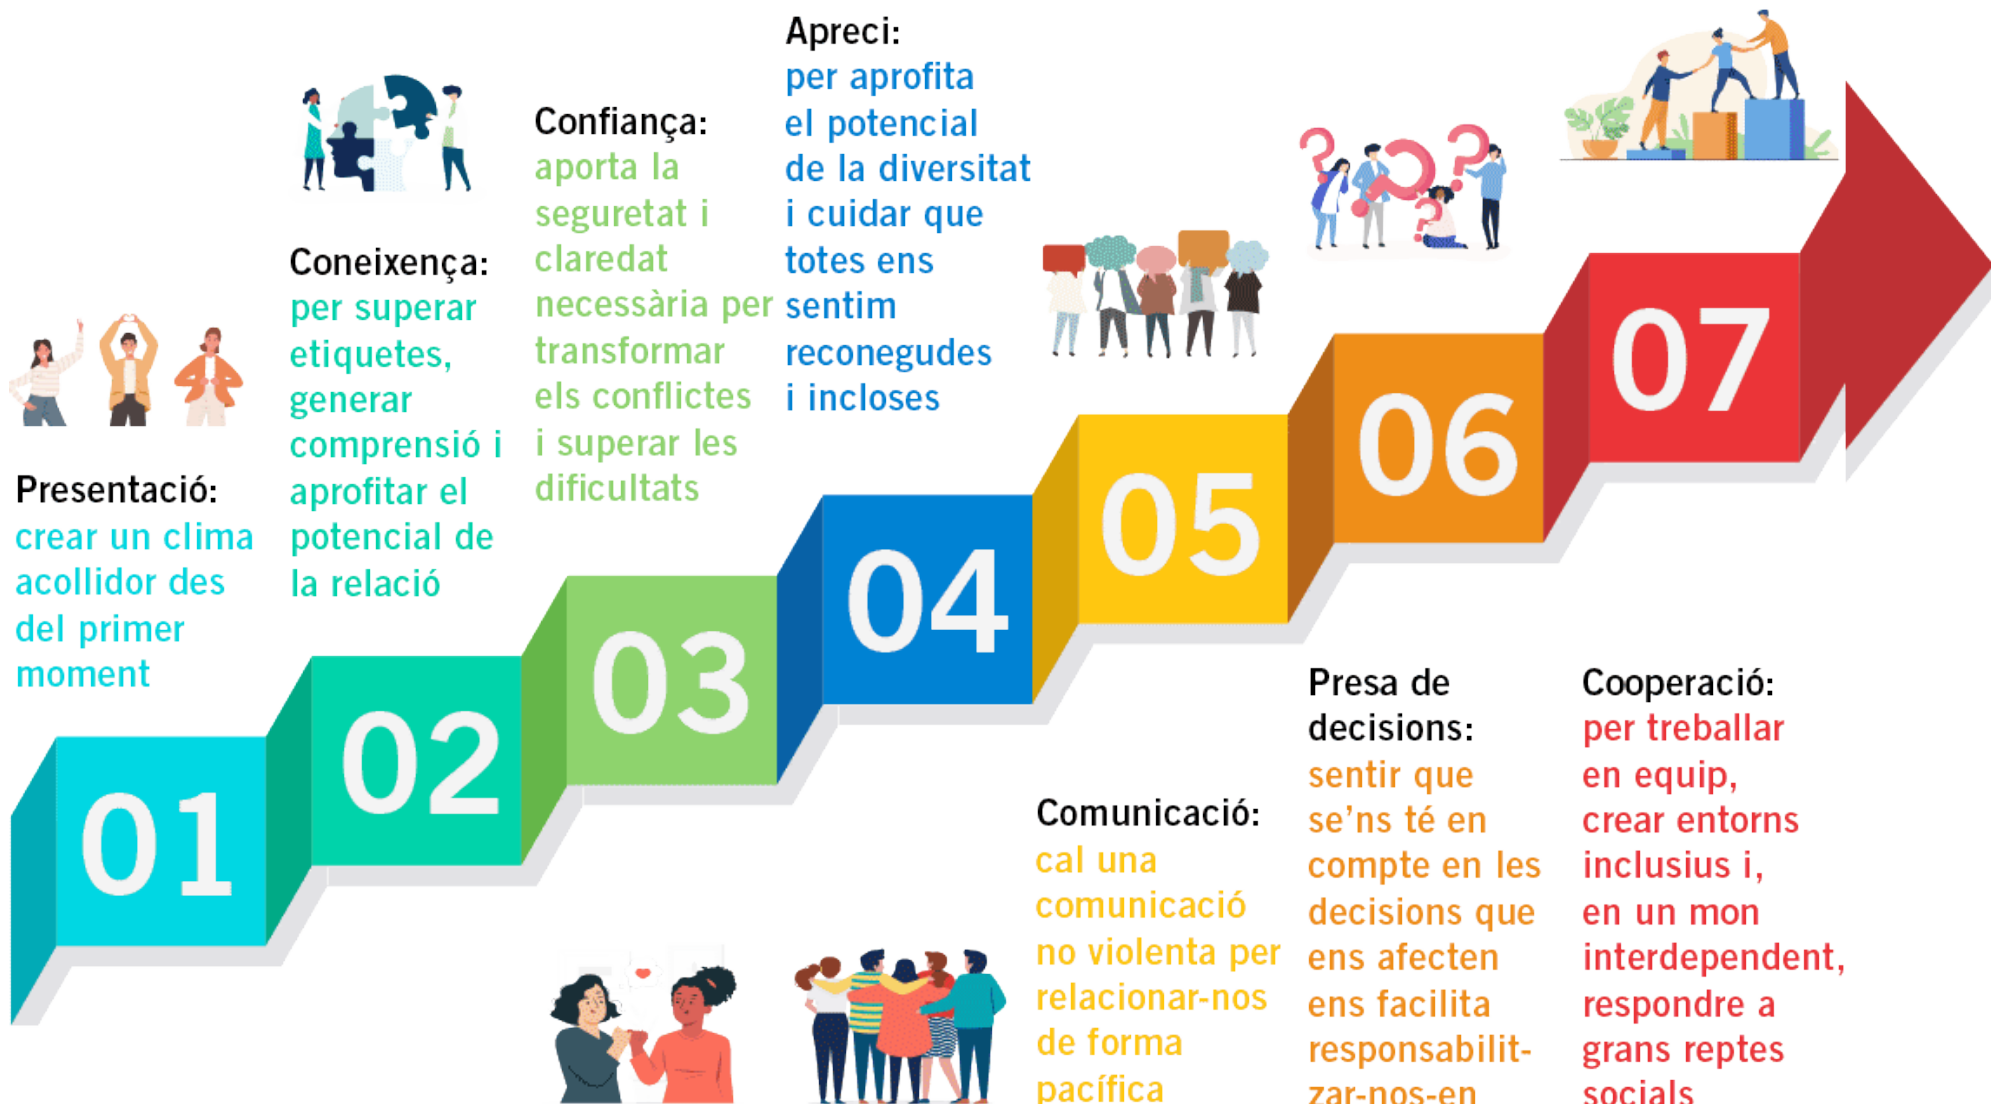 Presentació:
crear un clima
acollidor des
del primer
moment
01
Coneixença:
per superar
etiquetes,
generar
comprensió i
aprofitar el
potencial de
la relació
02
Confiança:
aporta la
seguretat i
claredat
necessària per
transformar
els conflictes
i superar les
dificultats
03
Apreci:
per aprofita
el potencial
de la diversitat
i cuidar que
totes ens
sentim
reconegudes
i incloses
04
05
Comunicació:
cal una
comunicació
no violenta per
relacionar-nos
de forma
pacífica
06
Presa de
decisions:
sentir que
se’ns té en
compte en les
decisions que
ens afecten
ens facilita
responsabilit-
zar-nos-en
07
Cooperació:
per treballar
en equip,
crear entorns
inclusius i,
en un mon
interdependent,
respondre a
grans reptes
socials